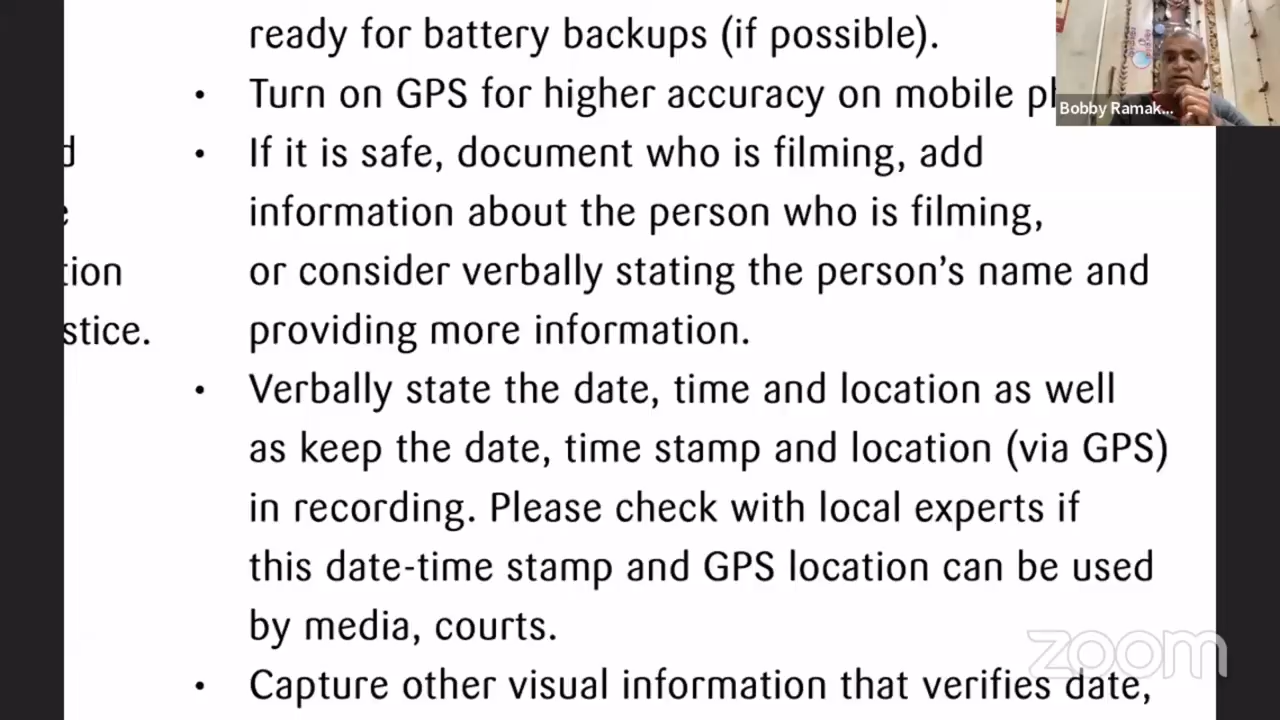 ready for battery backups (if possible).
• Turn on GPS for higher accuracy on mobile
Bobby Ramak...
• If it is safe, document who is filming, add
information about the person who is filming,
or consider verbally stating the person's name and
providing more information.
• Verbally state the date, time and location as well
as keep the date, time stamp and location (via GPS)
in recording. Please check with local experts if
this date-time stamp and GPS location can be used
by media, courts.
• Capture other visual information that verifies date,
d
e
tion
stice.
zoom